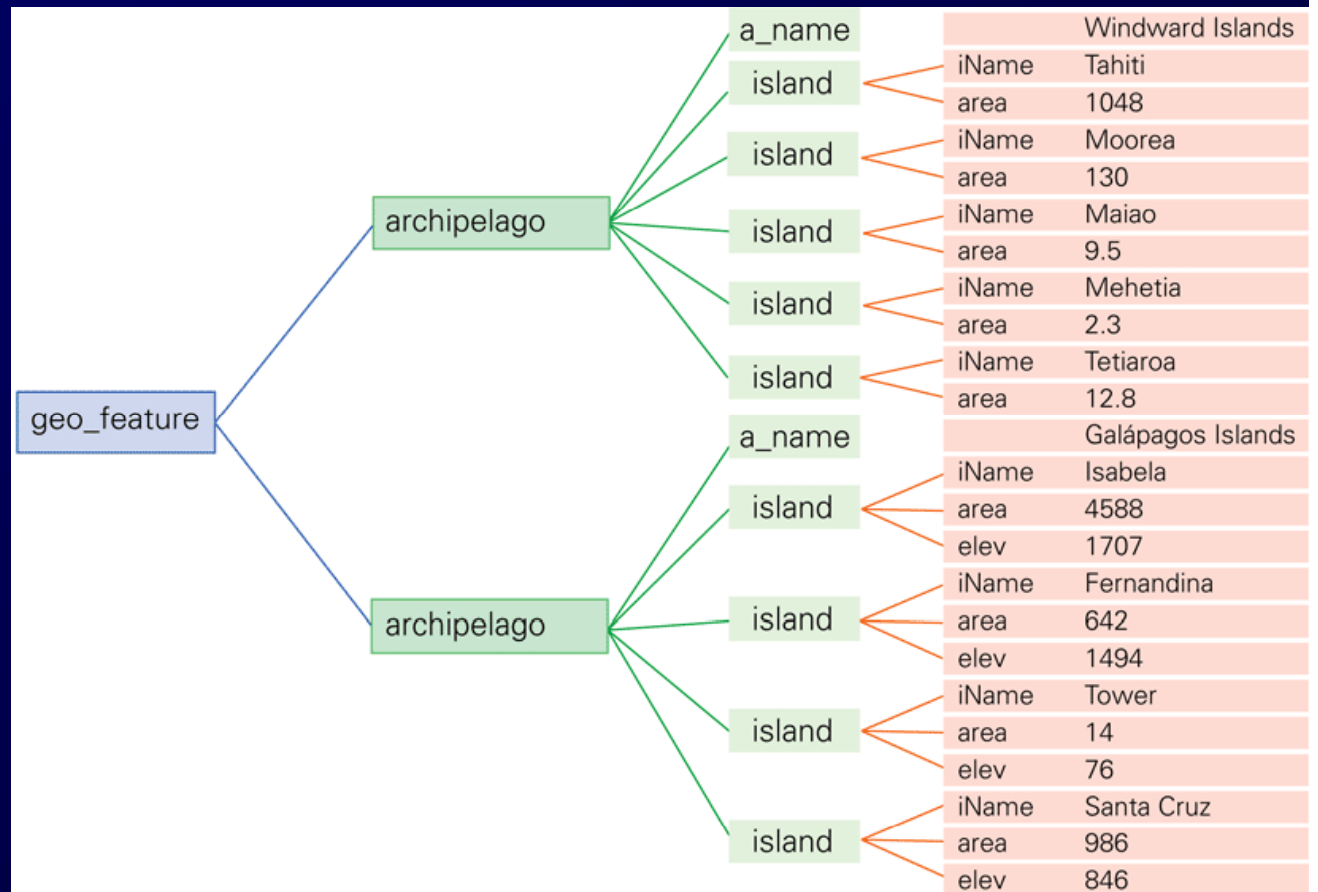 geo_feature
archipelago
a_name Windward Islands
island
iName Tahiti
area 1048
island
iName Moorea
area 130
island
iName Maiao
area 9.5
island
iName Mehetia
area 2.3
island
iName Tetiaroa
area 12.8
archipelago
a_name Galápagos Islands
island
iName Isabela
area 4588
elev 1707
island
iName Fernandina
area 642
elev 1494
island
iName Tower
area 14
elev 76
island
iName Santa Cruz
area 986
elev 846